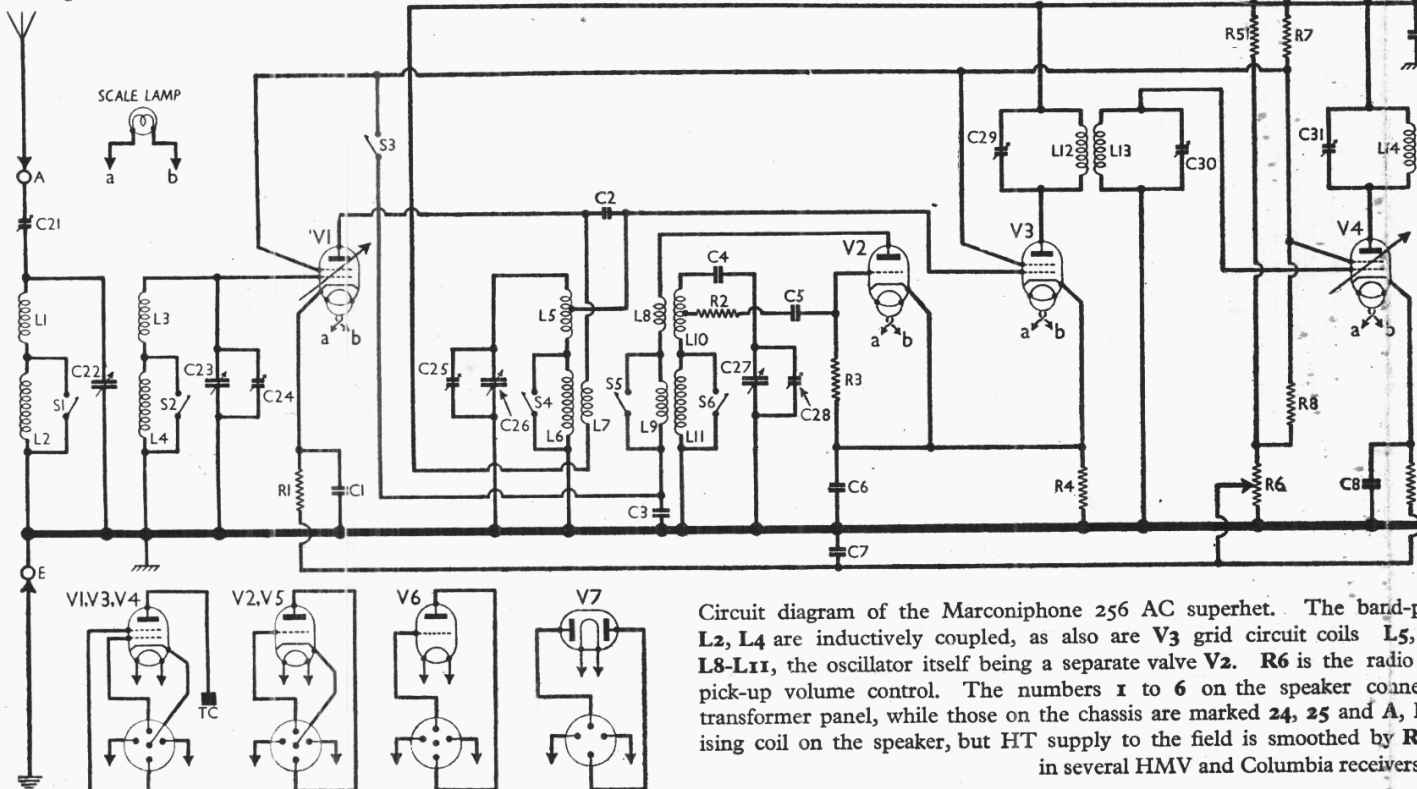 R51 R7
SCALE LAMP
a b
S3
C29 L12 L13 C30 C31 L14
A
C21
C2
V1 V2 V3 V4
C4
L1 L3 L5 L8 R2 C5
L10
a b a b a b a b
C22 C23 C25 C27 R3
S1 S2 C24 C26 S4 S5 S6 C28 R8
L2 L4 L6 L7 L9 L11
R1 C1 C6 R4 R6 C8
C3
C7
E
V1,V3,V4 V2,V5 V6 V7
TC
Circuit diagram of the Marconiphone 256 AC superhet. The band-p
L2, L4 are inductively coupled, as also are V3 grid circuit coils L5,
L8-L11, the oscillator itself being a separate valve V2. R6 is the radio
pick-up volume control. The numbers 1 to 6 on the speaker conne
transformer panel, while those on the chassis are marked 24, 25 and A,
ising coil on the speaker, but HT supply to the field is smoothed by R
in several HMV and Columbia receivers